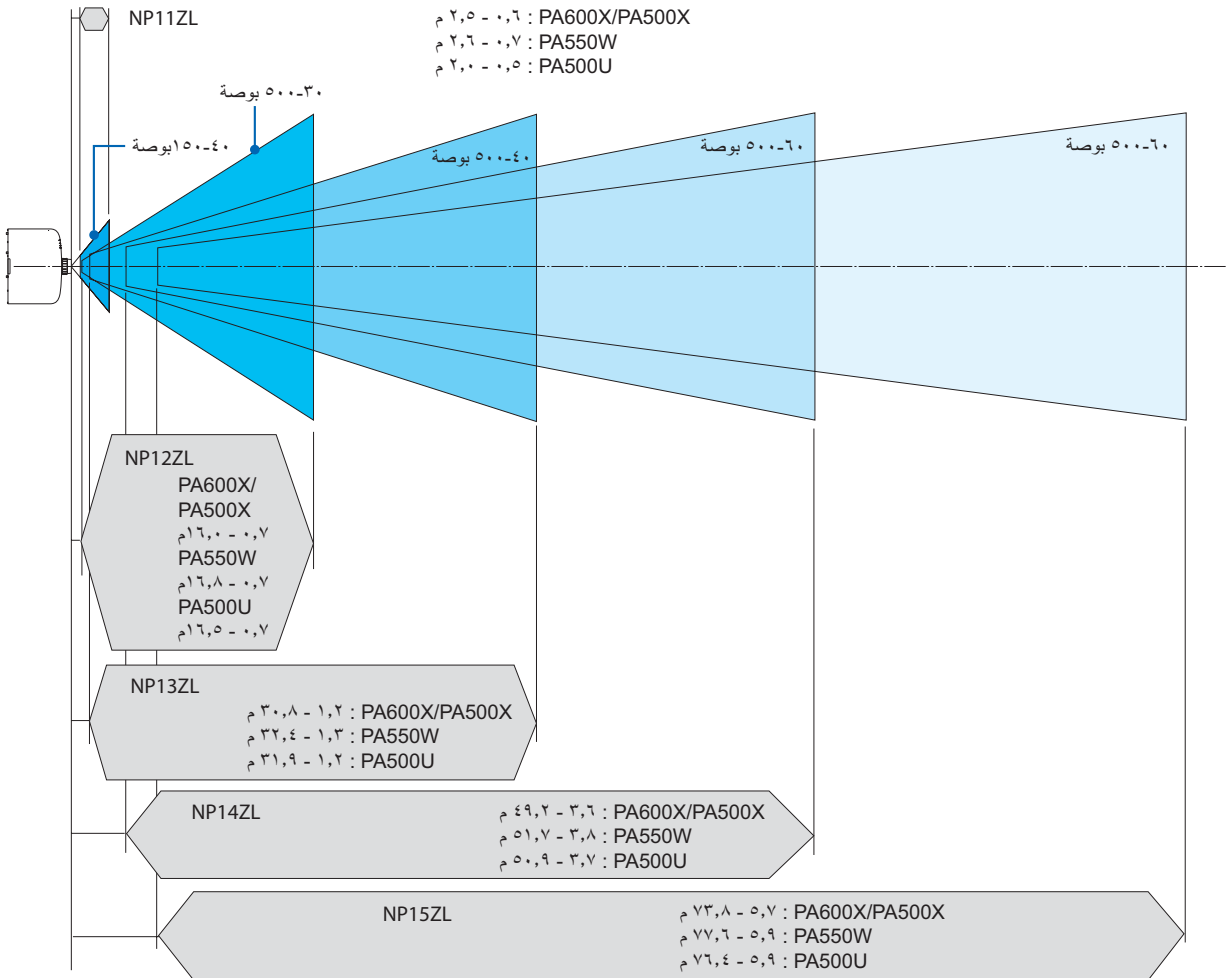 NP11ZL
PA600X/PA500X : ٠,٦ - ٢,٥ م
PA550W : ٠,٧ - ٢,٦ م
PA500U : ٠,٥ - ٢,٠ م
٣٠-٥٠٠ بوصة
٤٠-١٥٠بوصة
٤٠-٥٠٠ بوصة
٦٠-٥٠٠ بوصة
٦٠-٥٠٠ بوصة
NP12ZL
PA600X/
PA500X
٠,٧ - ١٦,٠م
PA550W
٠,٧ - ١٦,٨م
PA500U
٠,٧ - ١٦,٥م
NP13ZL
PA600X/PA500X : ١,٢ - ٣٠,٨ م
PA550W : ١,٣ - ٣٢,٤ م
PA500U : ١,٢ - ٣١,٩ م
NP14ZL
PA600X/PA500X : ٣,٦ - ٤٩,٢ م
PA550W : ٣,٨ - ٥١,٧ م
PA500U : ٣,٧ - ٥٠,٩ م
NP15ZL
PA600X/PA500X : ٥,٧ - ٧٣,٨ م
PA550W : ٥,٩ - ٧٧,٦ م
PA500U : ٥,٩ - ٧٦,٤ م